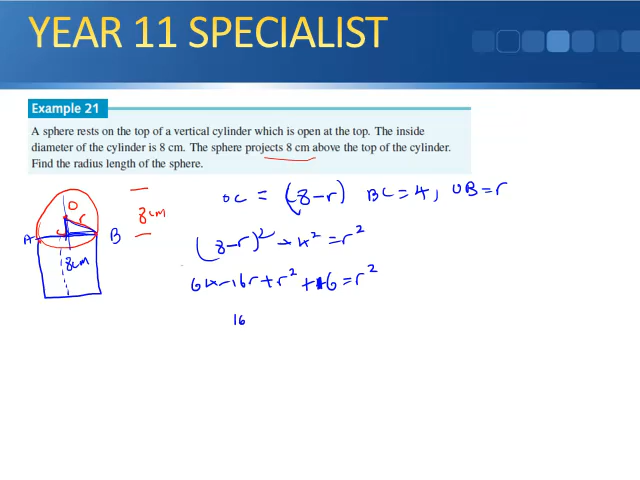 YEAR 11 SPECIALIST
Example 21
A sphere rests on the top of a vertical cylinder which is open at the top. The inside
diameter of the cylinder is 8 cm. The sphere projects 8 cm above the top of the cylinder.
Find the radius length of the sphere.
OC = (8-r) BC=4, OB=r
O
r
C
A
B
8cm
8cm
(8-r)² + 4² = r²
64-16r+r² +16=r²
16